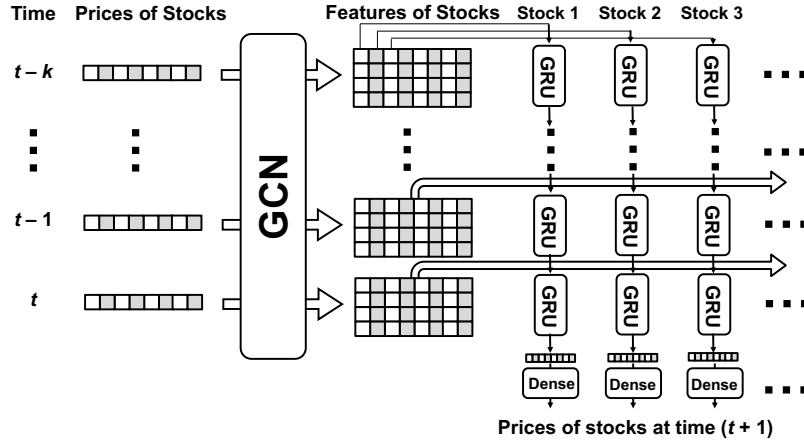 Time Prices of Stocks Features of Stocks Stock 1 Stock 2 Stock 3
t – k GRU GRU GRU
GCN
t – 1 GRU GRU GRU
t GRU GRU GRU
Dense Dense Dense
Prices of stocks at time (t + 1)